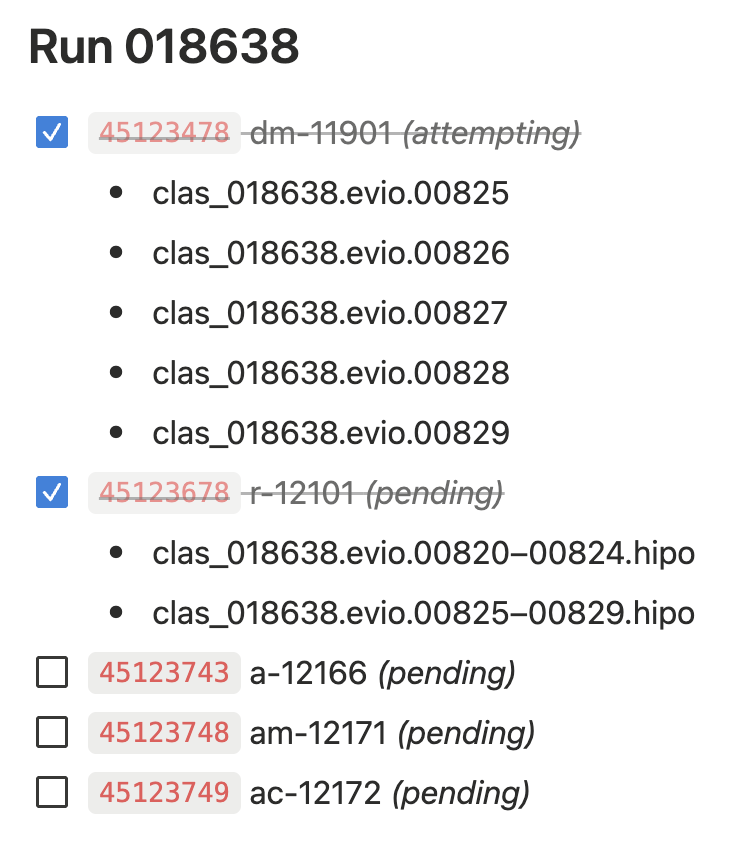 Run 018638
45123478 dm-11901 (attempting)
clas_018638.evio.00825
clas_018638.evio.00826
clas_018638.evio.00827
clas_018638.evio.00828
clas_018638.evio.00829
45123678 r-12101 (pending)
clas_018638.evio.00820–00824.hipo
clas_018638.evio.00825–00829.hipo
45123743 a-12166 (pending)
45123748 am-12171 (pending)
45123749 ac-12172 (pending)